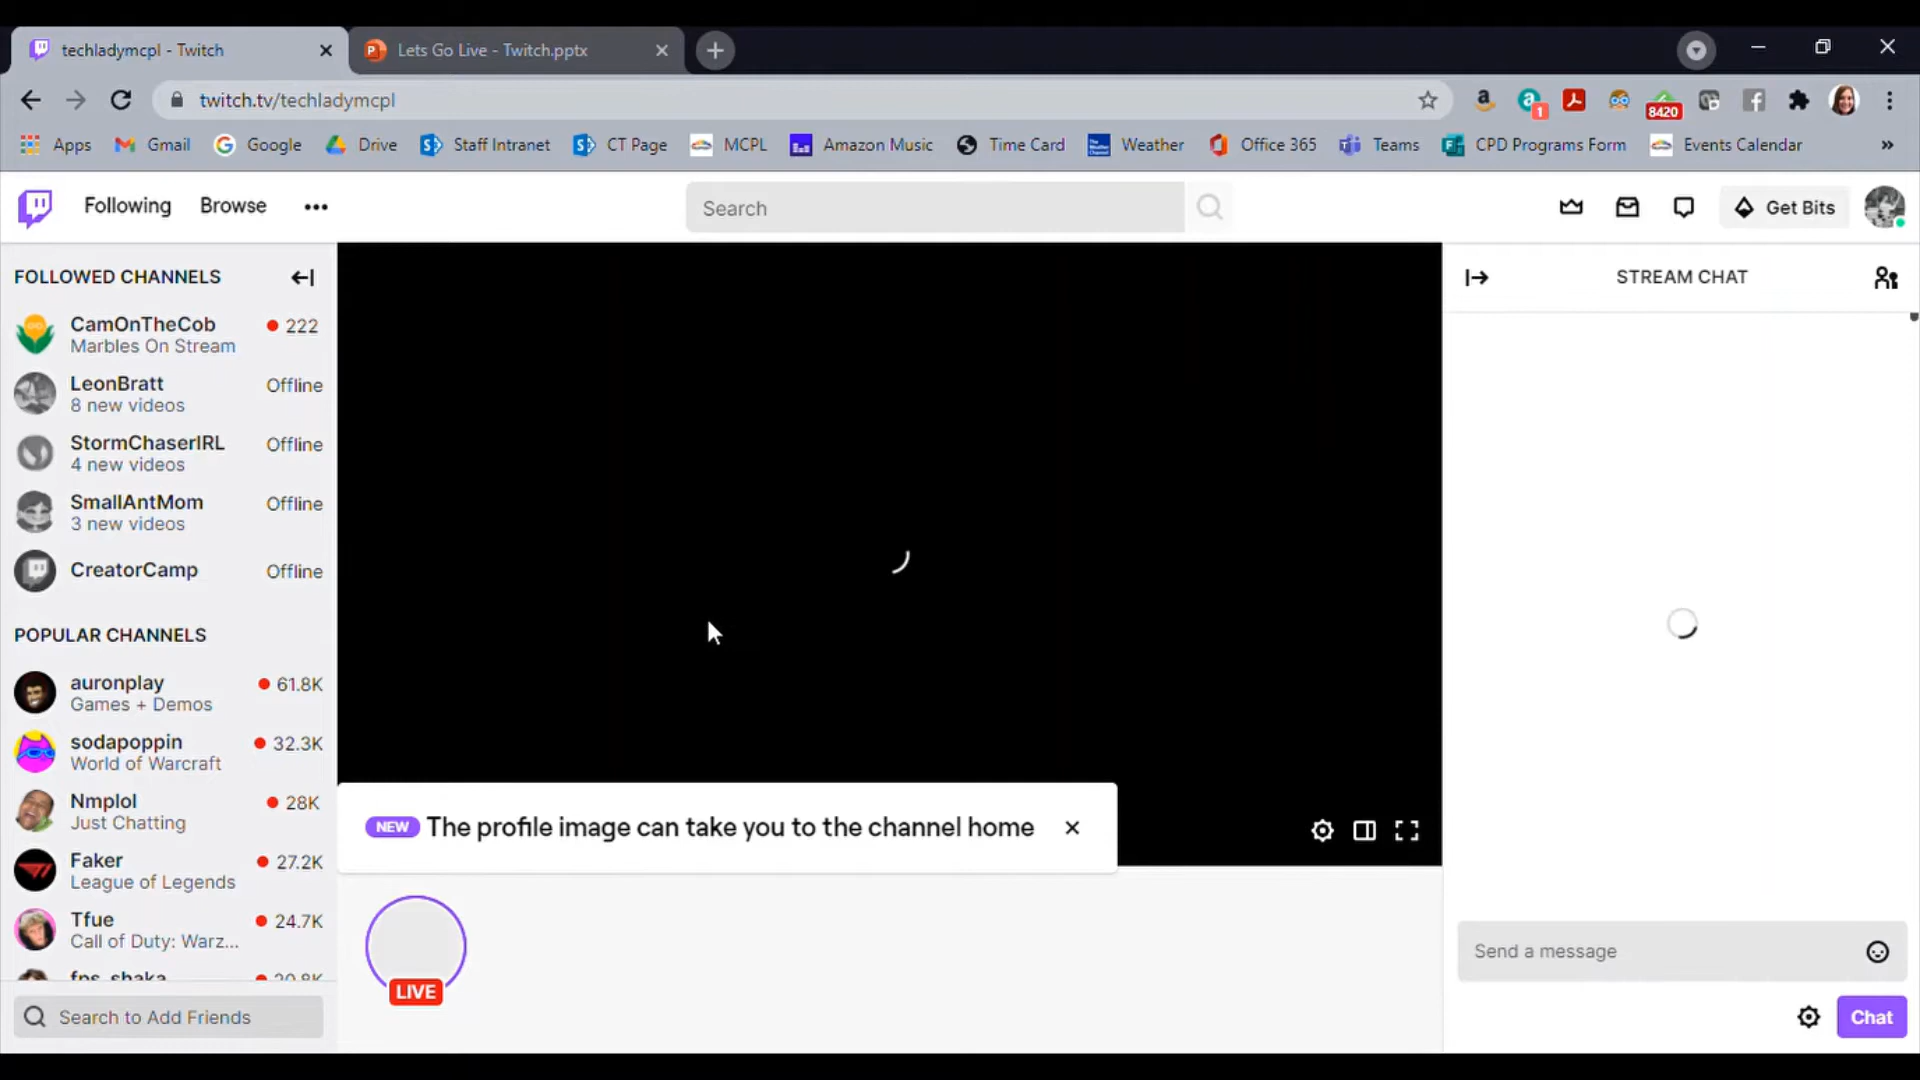 techladymcpl - Twitch
Lets Go Live - Twitch.pptx
twitch.tv/techladymcpl
1
8420
Apps
Gmail
Google
Drive
Staff Intranet
CT Page
MCPL
Amazon Music
Time Card
Weather
Office 365
Teams
CPD Programs Form
Events Calendar
Following
Browse
Search
Get Bits
FOLLOWED CHANNELS
CamOnTheCob
222
Marbles On Stream
LeonBratt
Offline
8 new videos
StormChaserIRL
Offline
4 new videos
SmallAntMom
Offline
3 new videos
CreatorCamp
Offline
POPULAR CHANNELS
auronplay
61.8K
Games + Demos
sodapoppin
32.3K
World of Warcraft
Nmplol
28K
Just Chatting
Faker
27.2K
League of Legends
Tfue
24.7K
Call of Duty: Warz...
fps_shaka
20.8K
Search to Add Friends
NEW The profile image can take you to the channel home
LIVE
STREAM CHAT
Send a message
Chat